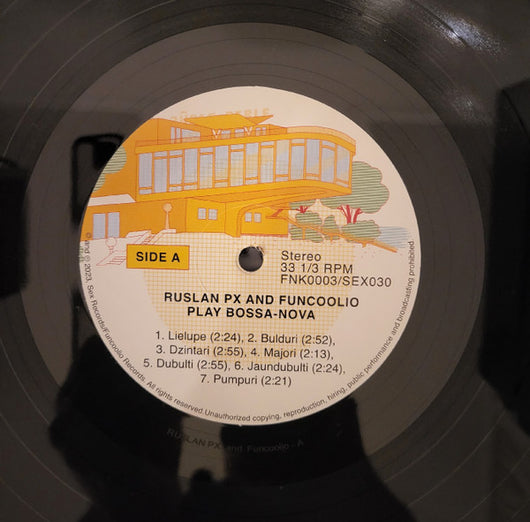 SIDE A
Stereo
33 1/3 RPM
FNK0003/SEX030
RUSLAN PX AND FUNCOOLIO
PLAY BOSSA-NOVA
1. Lielupe (2:24), 2. Bulduri (2:52),
3. Dzintari (2:55), 4. Majori (2:13),
5. Dubulti (2:55), 6. Jaundubulti (2:24),
7. Pumpuri (2:21)
℗and © 2023, Sex Records/Funcoolio Records. All rights reserved. Unauthorized copying, reproduction, hiring, public performance and broadcasting prohibited.
RUSLAN PX and Funcoolio - A